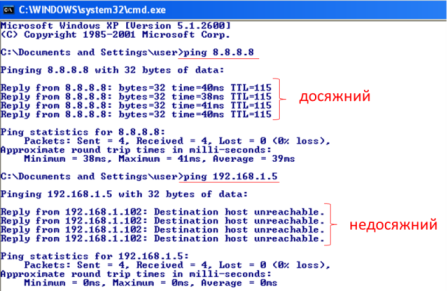 C:\WINDOWS\system32\cmd.exe
Microsoft Windows XP [Version 5.1.2600]
(C) Copyright 1985-2001 Microsoft Corp.
C:\Documents and Settings\user>ping 8.8.8.8
Pinging 8.8.8.8 with 32 bytes of data:
Reply from 8.8.8.8: bytes=32 time=40ms TTL=115
Reply from 8.8.8.8: bytes=32 time=38ms TTL=115
Reply from 8.8.8.8: bytes=32 time=41ms TTL=115
Reply from 8.8.8.8: bytes=32 time=40ms TTL=115
досяжний
Ping statistics for 8.8.8.8:
Packets: Sent = 4, Received = 4, Lost = 0 (0% loss),
Approximate round trip times in milli-seconds:
Minimum = 38ms, Maximum = 41ms, Average = 39ms
C:\Documents and Settings\user>ping 192.168.1.5
Pinging 192.168.1.5 with 32 bytes of data:
Reply from 192.168.1.102: Destination host unreachable.
Reply from 192.168.1.102: Destination host unreachable.
Reply from 192.168.1.102: Destination host unreachable.
Reply from 192.168.1.102: Destination host unreachable.
недосяжний
Ping statistics for 192.168.1.5:
Packets: Sent = 4, Received = 4, Lost = 0 (0% loss),
Approximate round trip times in milli-seconds:
Minimum = 0ms, Maximum = 0ms, Average = 0ms